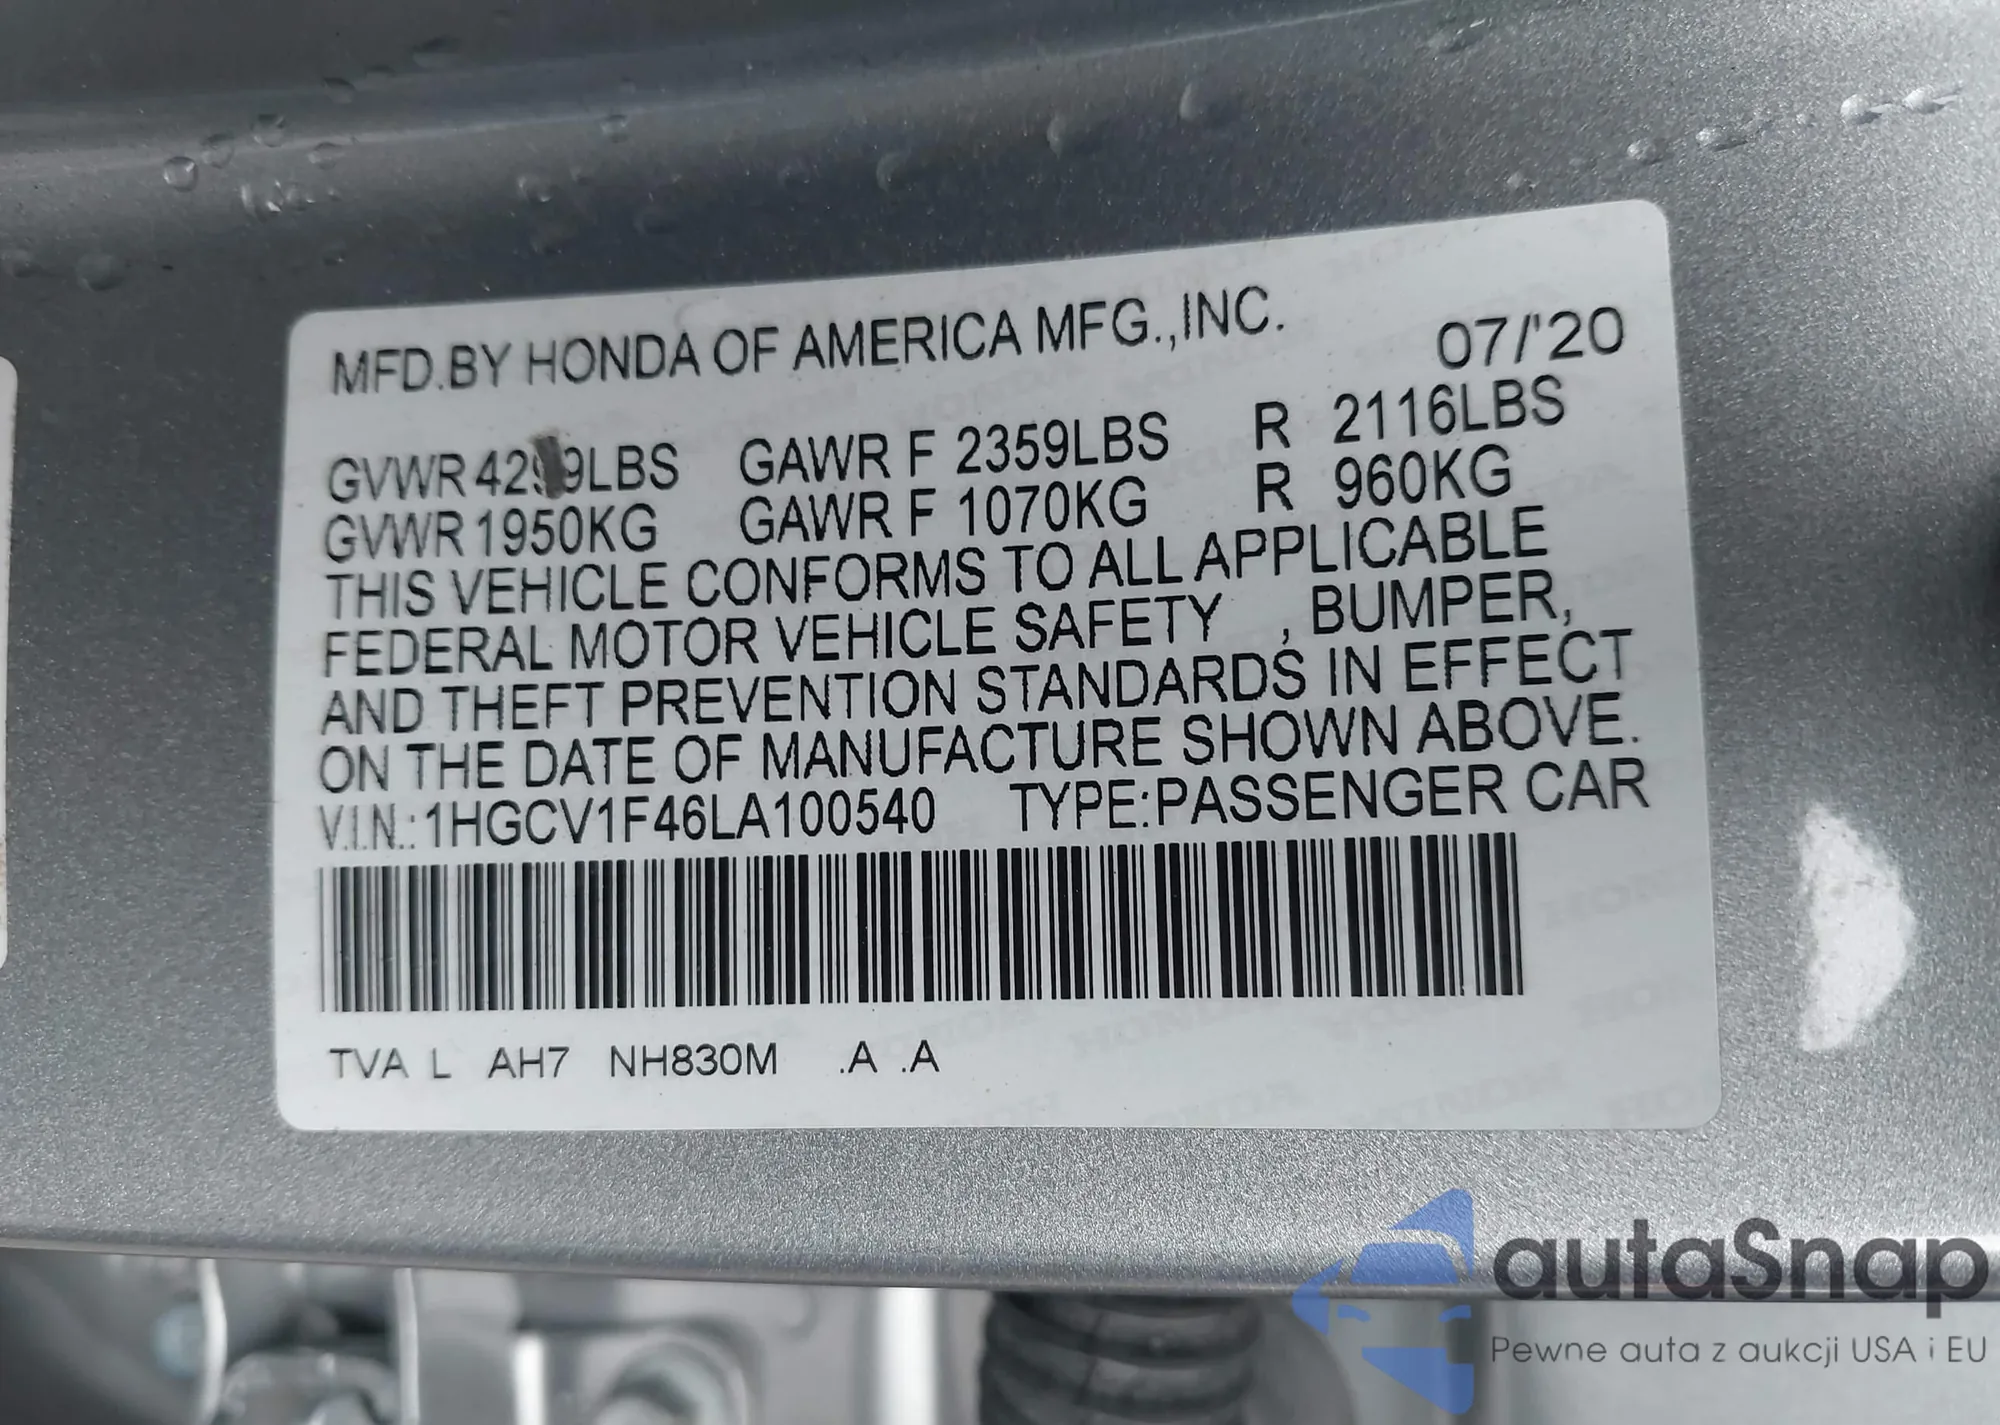 MFD.BY HONDA OF AMERICA MFG.,INC. 07/'20
GVWR 4299LBS GAWR F 2359LBS R 2116LBS
GVWR 1950KG GAWR F 1070KG R 960KG
THIS VEHICLE CONFORMS TO ALL APPLICABLE
FEDERAL MOTOR VEHICLE SAFETY , BUMPER,
AND THEFT PREVENTION STANDARDS IN EFFECT
ON THE DATE OF MANUFACTURE SHOWN ABOVE.
V.I.N.: 1HGCV1F46LA100540 TYPE:PASSENGER CAR
TVA L AH7 NH830M .A .A
autaSnap
Pewne auta z aukcji USA i EU